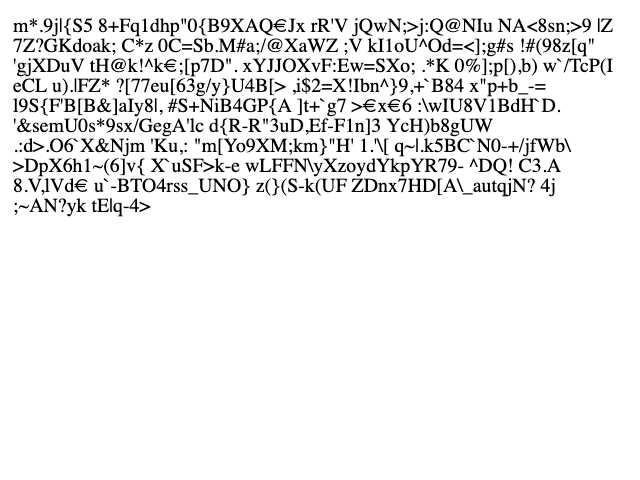 m*.9j|{S5 8+Fq1dhp"0{B9XAQ€Jx rR'V jQwN;>j:Q@NIu NA<8sn;>9 |Z
7Z?GKdoak; C*z 0C=Sb.M#a;/@XaWZ ;V kI1oU^Od=<];g#s !#(98z[q"
'gjXDuV tH@k!^k€;[p7D". xYJJOXvF:Ew=SXo; .*K 0%];p[),b) w`/TcP(I
eCL u).|FZ* ?[77eu[63g/y}U4B[> ,i$2=X!Ibn^}9,+`B84 x"p+b_-=
l9S{F'B[B&]aIy8|, #S+NiB4GP{A ]t+`g7 >€x€6 :\wIU8V1BdH`D.
'&semU0s*9sx/GegA'lc d{R-R"3uD,Ef-F1n]3 YcH)b8gUW
.:d>.O6`X&Njm 'Ku,: "m[Yo9XM;km}"H' 1.'\[ q~|.k5BC`N0-+/jfWb\
>DpX6h1~(6]v{ X`uSF>k-e wLFFN\yXzoydYkpYR79- ^DQ! C3.A
8.V,lVd€ u`-BTO4rss_UNO} z(}(S-k(UF ZDnx7HD[A\_autqjN? 4j
;~AN?yk tE|q-4>